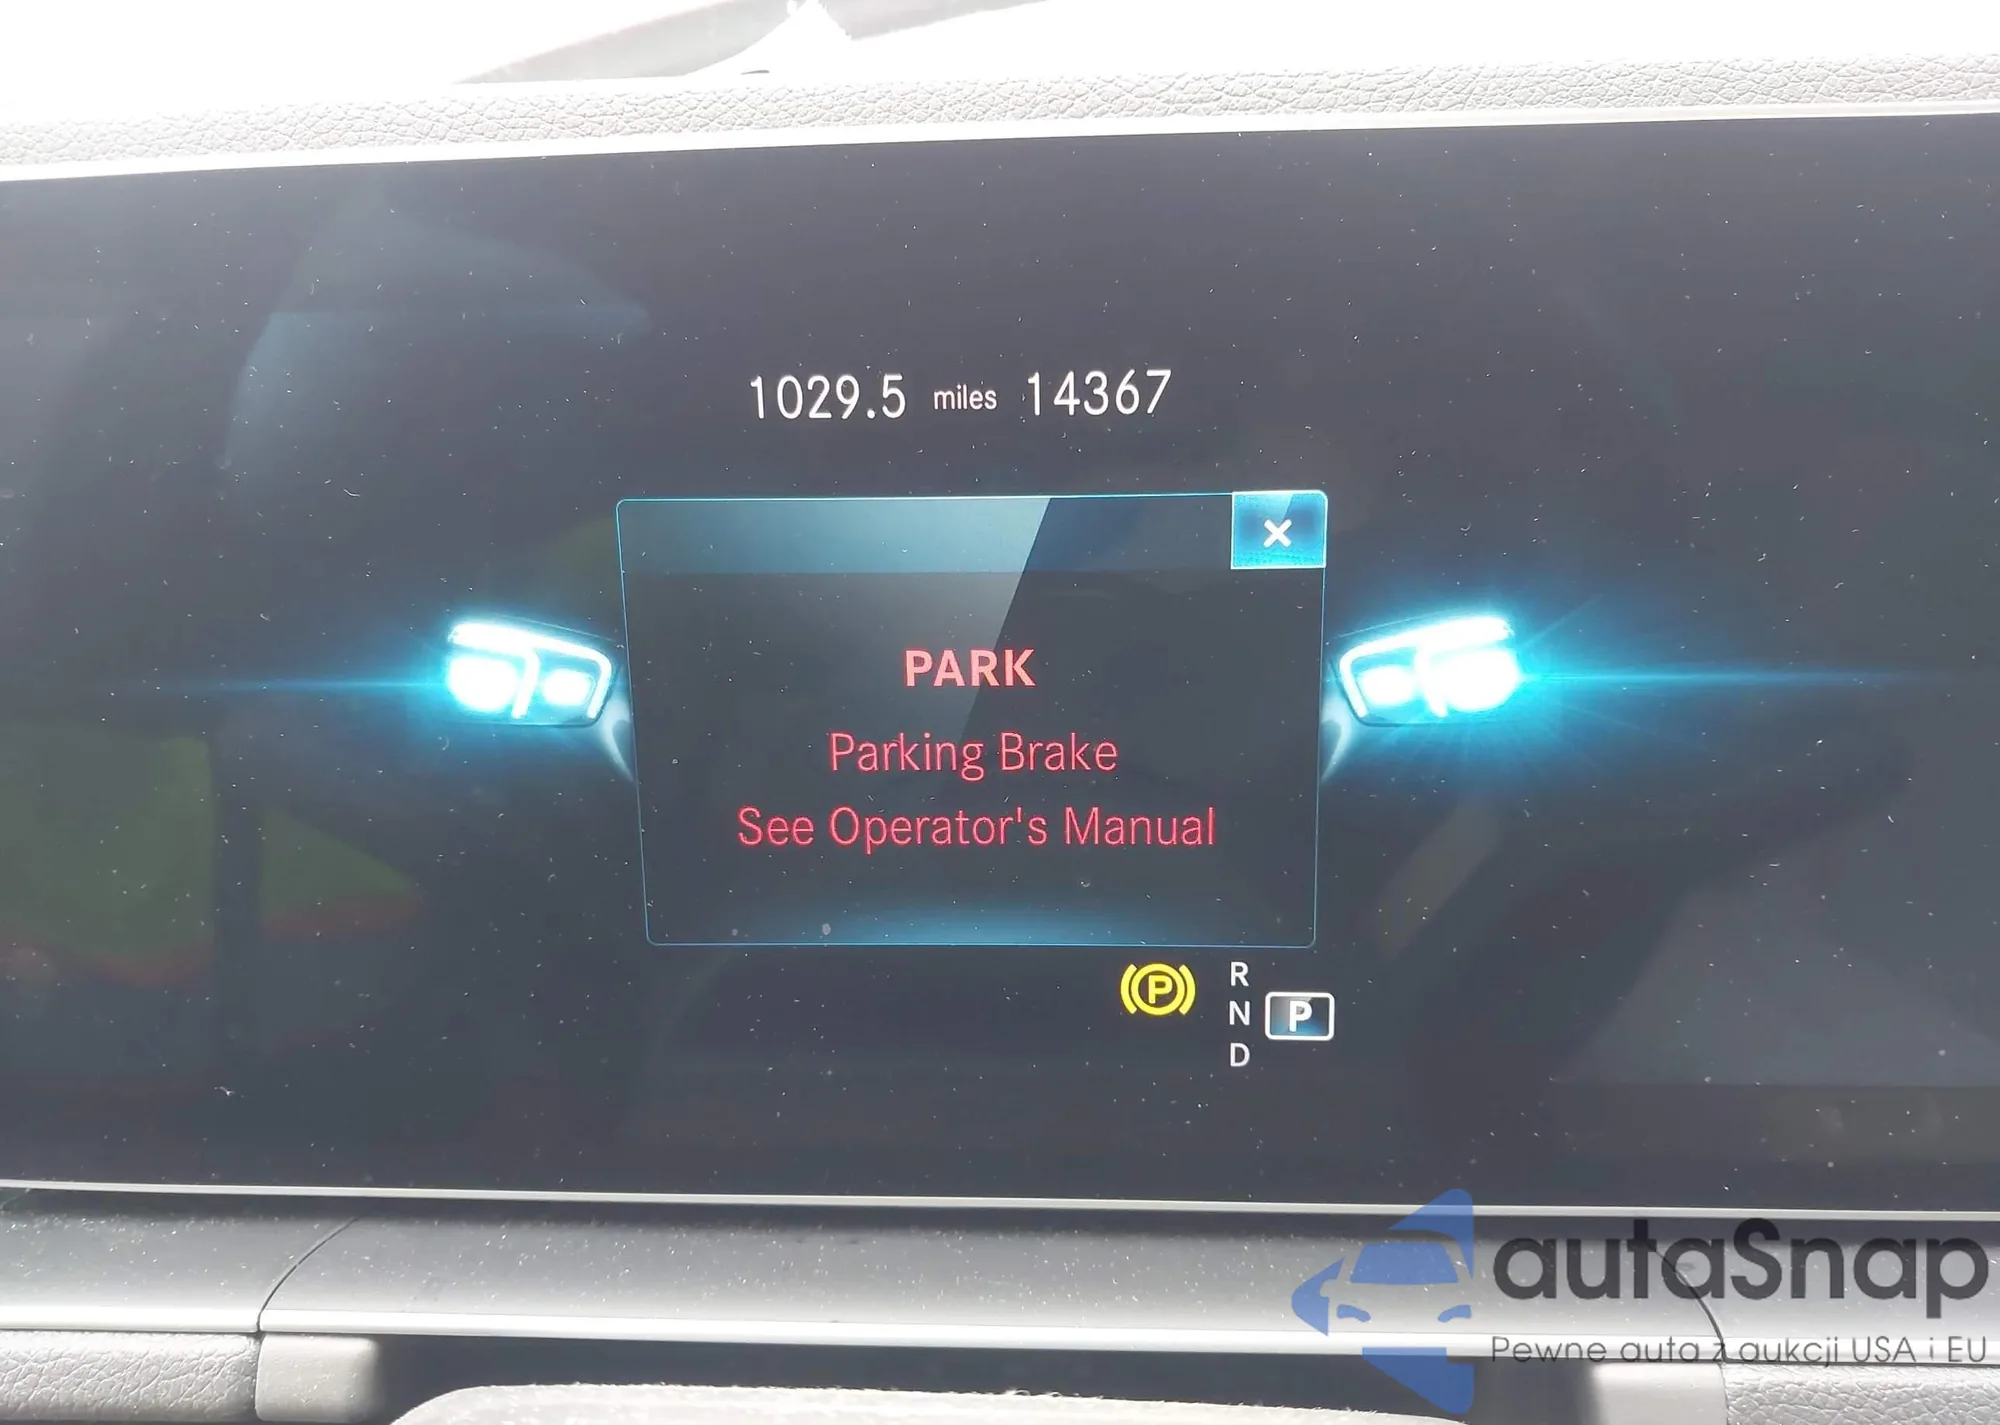 1029.5 miles 14367
×
PARK
Parking Brake
See Operator's Manual
P
R
N
P
D
autaSnap
Pewne auta z aukcji USA i EU